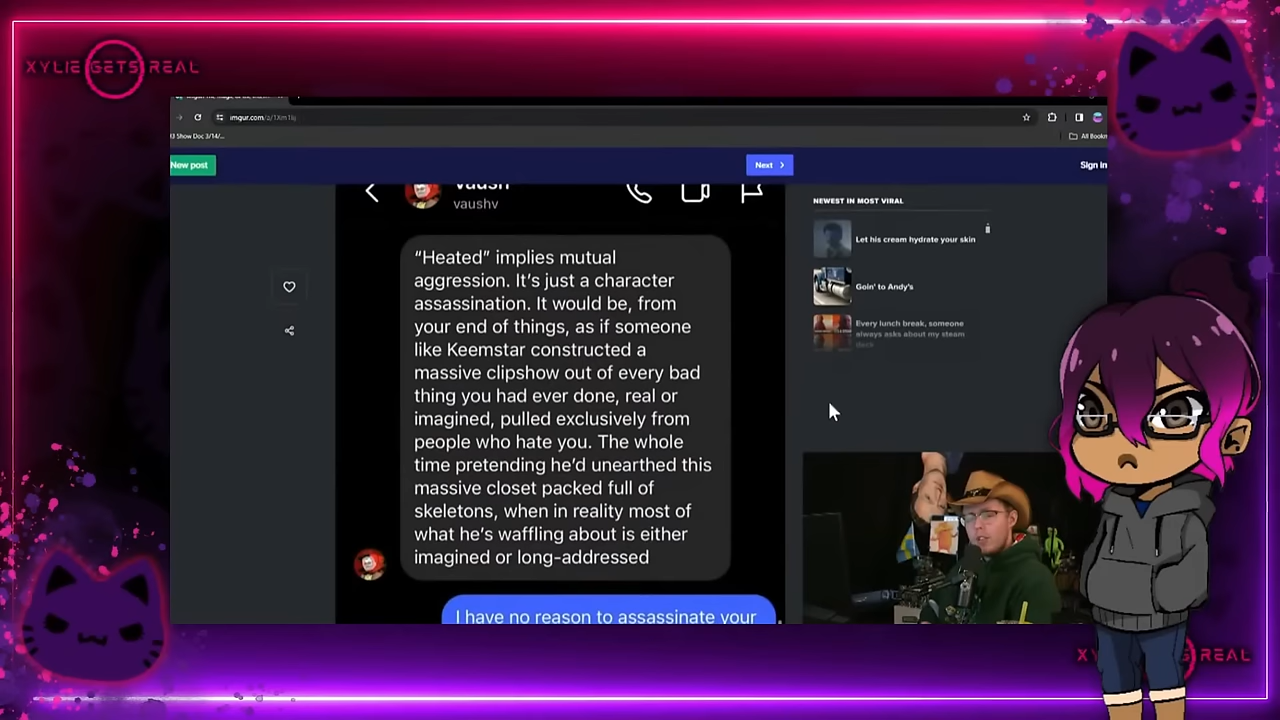 XYLIE GETS REAL
imgur.com/a/1Xm1lij
All Bookm
New post
Next
Sign in
vaush
vaushv
NEWEST IN MOST VIRAL
Let his cream hydrate your skin
Goin' to Andy's
Every lunch break, someone
always asks about my steam
deck
"Heated" implies mutual
aggression. It's just a character
assassination. It would be, from
your end of things, as if someone
like Keemstar constructed a
massive clipshow out of every bad
thing you had ever done, real or
imagined, pulled exclusively from
people who hate you. The whole
time pretending he'd unearthed this
massive closet packed full of
skeletons, when in reality most of
what he's waffling about is either
imagined or long-addressed
I have no reason to assassinate your
XY S REAL